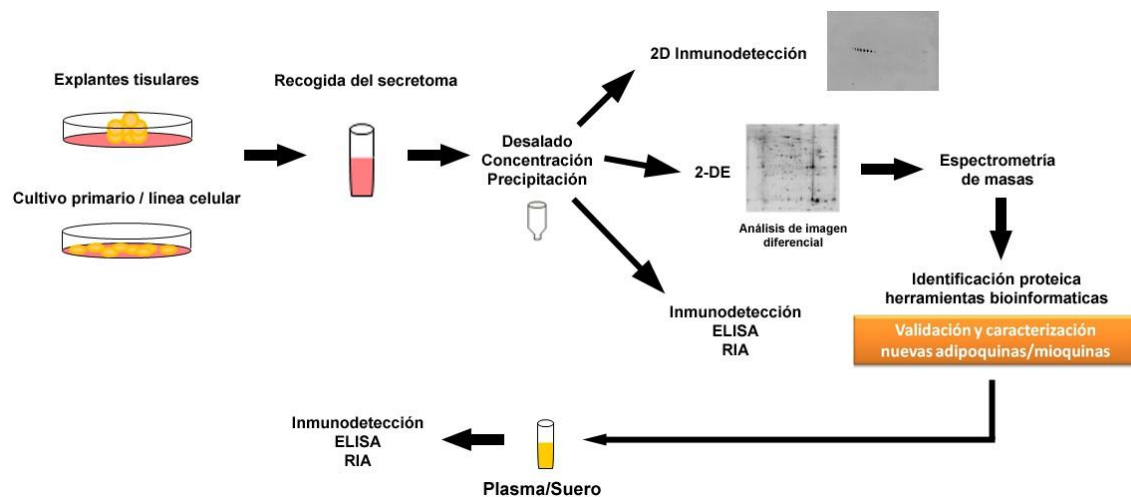 Explantes tisulares
Cultivo primario / línea celular
Recogida del secretoma
Desalado
Concentración
Precipitación
2D Inmunodetección
2-DE
Análisis de imagen
diferencial
Espectrometría
de masas
Identificación proteica
herramientas bioinformaticas
Validación y caracterización
nuevas adipoquinas/mioquinas
Inmunodetección
ELISA
RIA
Plasma/Suero
Inmunodetección
ELISA
RIA